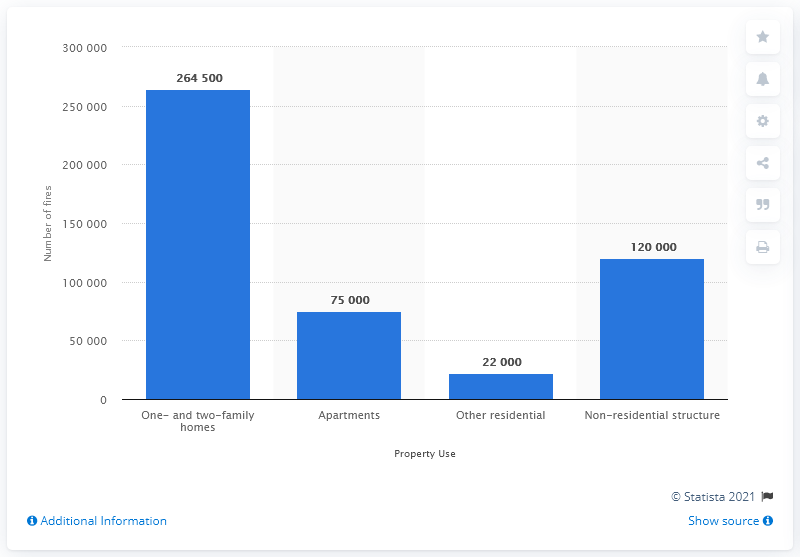 300 000
250 000
200 000
150 000
100 000
50 000
0
Number of fires
264 500
75 000
22 000
120 000
One- and two-family
homes
Apartments
Other residential
Non-residential structure
Property Use
© Statista 2021
Additional Information
Show source